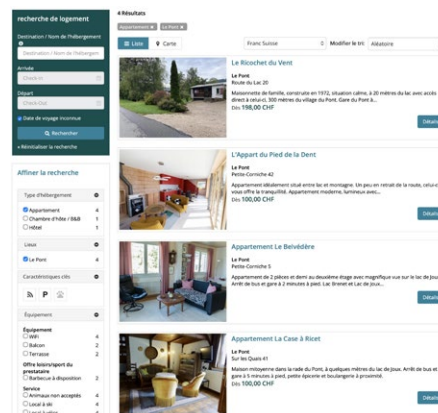 recherche de logement
Destination / Nom de l'hébergement
Destination / Nom de l'hébergem
Arrivée
Check-In
Départ
Check-Out
Date de voyage inconnue
Rechercher
« Réinitialiser la recherche
Affiner la recherche
Type d'hébergement
Appartement 4
Chambre d'hôte / B&B 1
Hôtel 1
Lieux
Le Pont 4
Caractéristiques clés
P
Équipement
Équipement
WiFi 4
Balcon 2
Terrasse 2
Offre loisirs/sport du
prestataire
Barbecue à disposition 2
Service
Animaux non acceptés 4
Local à ski 4
4 Résultats
Appartement x Le Pont x
Liste Carte Franc Suisse Modifier le tri: Aléatoire
Le Ricochet du Vent
Le Pont
Route du Lac 20
Maisonnette de famille, construite en 1972, situation calme, à 20 mètres du lac avec accès
direct à celui-ci, 300 mètres du village du Pont. Gare du Pont à...
Dès 198,00 CHF
Détails
L'Appart du Pied de la Dent
Le Pont
Petite-Corniche 42
Appartement idéalement situé entre lac et montagne. Un peu en retrait de la route, celui-c
vous offre la tranquillité. Appartement moderne, lumineux avec...
Dès 100,00 CHF
Détails
Appartement Le Belvédère
Le Pont
Petite-Corniche 5
Appartement de 2 pièces et demi au deuxième étage avec magnifique vue sur le lac de Joux
Arrêt de bus et gare à 2 minutes à pied. Lac Brenet et Lac de Joux...
Détails
Appartement La Case à Ricet
Le Pont
Sur les Quais 41
Maison mitoyenne dans la rade du Pont, à quelques mètres du lac de Joux. Arrêt de bus et
gare à 5 minutes à pied, petite épicerie et boulangerie à proximité.
Dès 100,00 CHF
Détails